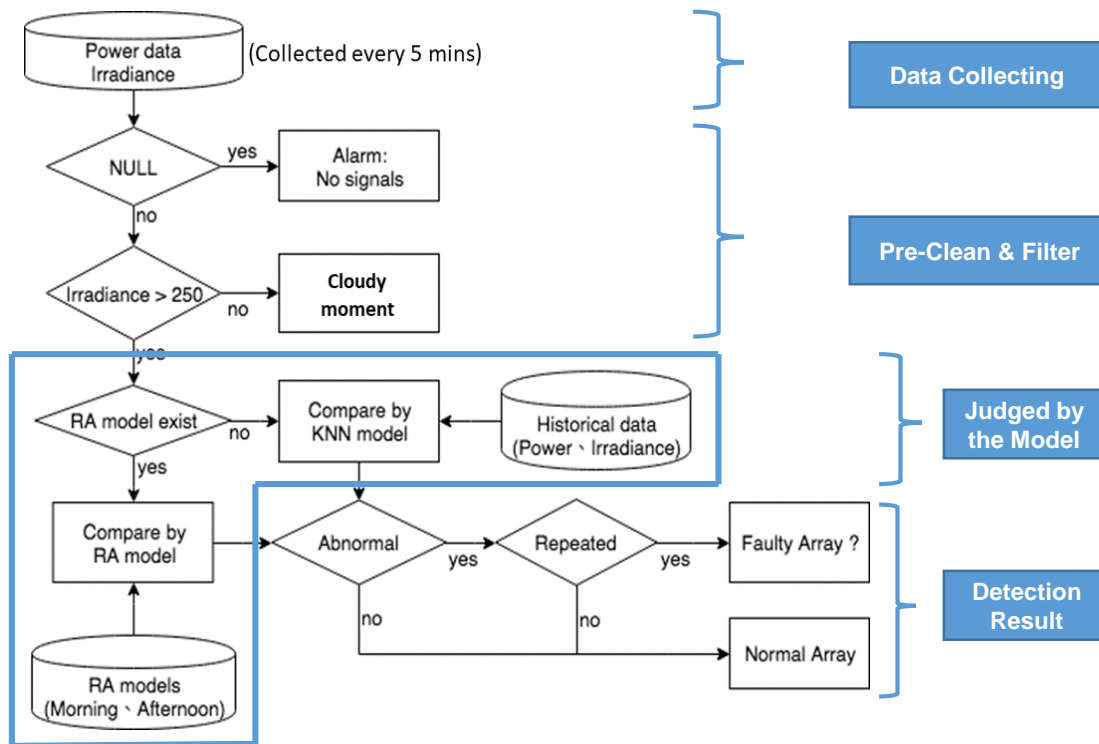 Power data
Irradiance
(Collected every 5 mins)
Data Collecting
NULL
yes
Alarm:
No signals
no
Pre-Clean & Filter
Irradiance > 250
no
Cloudy
moment
yes
RA model exist
no
Compare by
KNN model
Historical data
(Power、Irradiance)
Judged by
the Model
yes
Compare by
RA model
Abnormal
yes
Repeated
yes
Faulty Array ?
Detection
Result
no
no
Normal Array
RA models
(Morning、Afternoon)